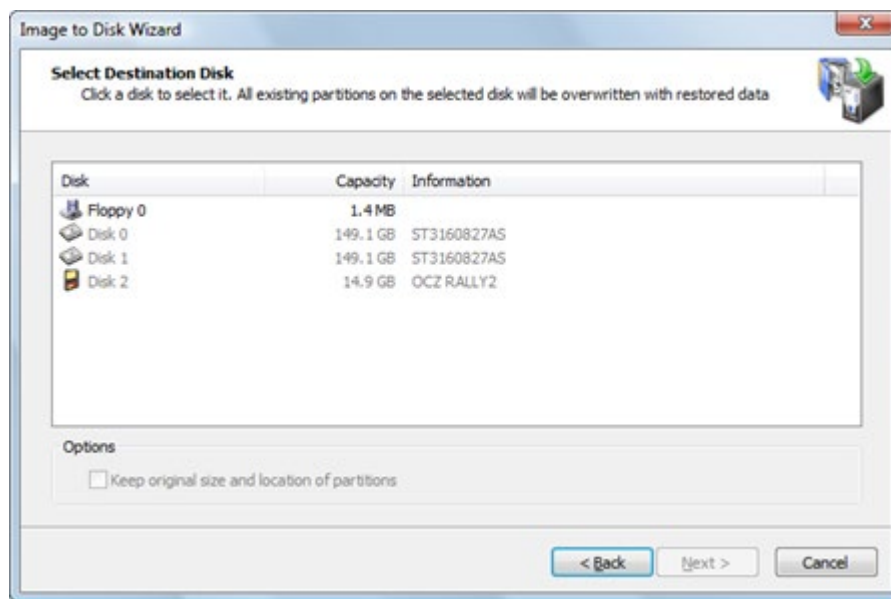 Image to Disk Wizard
Select Destination Disk
Click a disk to select it. All existing partitions on the selected disk will be overwritten with restored data
Disk Capacity Information
Floppy 0 1.4 MB
Disk 0 149.1 GB ST3160827AS
Disk 1 149.1 GB ST3160827AS
Disk 2 14.9 GB OCZ RALLY2
Options
Keep original size and location of partitions
< Back Next > Cancel